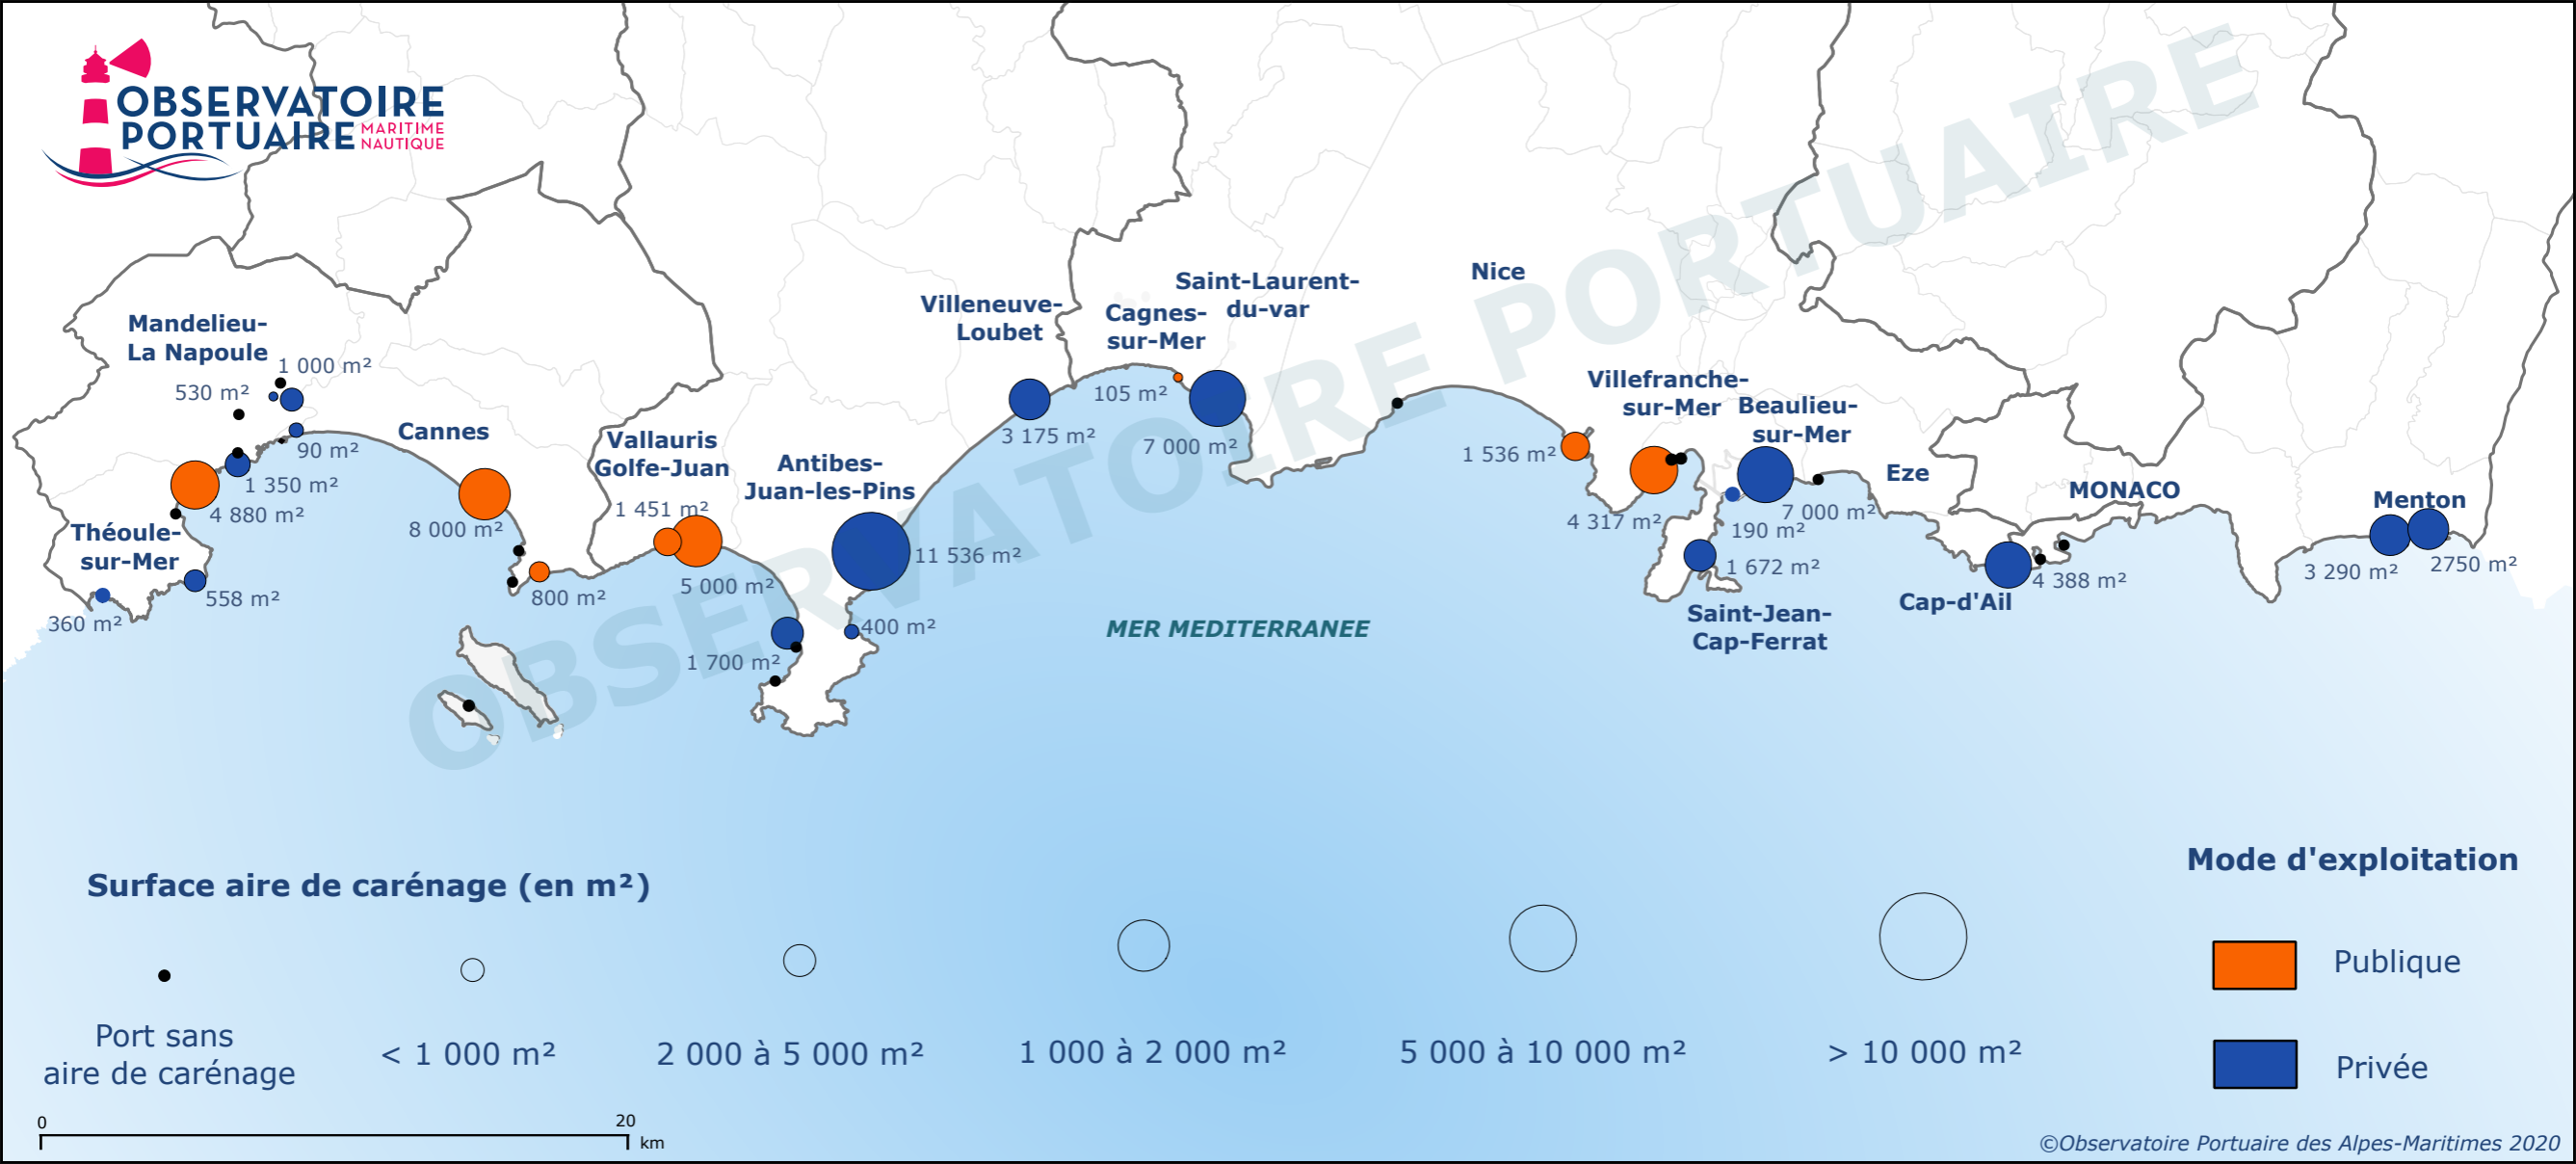 OBSERVATOIRE
PORTUAIRE MARITIME
NAUTIQUE
OBSERVATOIRE PORTUAIRE
Mandelieu-
La Napoule
1 000 m²
530 m²
90 m²
1 350 m²
4 880 m²
Théoule-
sur-Mer
558 m²
360 m²
Cannes
8 000 m²
800 m²
Vallauris
Golfe-Juan
1 451 m²
5 000 m²
Antibes-
Juan-les-Pins
11 536 m²
400 m²
1 700 m²
Villeneuve-
Loubet
3 175 m²
Cagnes-
sur-Mer
105 m²
Saint-Laurent-
du-var
7 000 m²
Nice
1 536 m²
Villefranche-
sur-Mer
4 317 m²
Beaulieu-
sur-Mer
7 000 m²
190 m²
1 672 m²
Saint-Jean-
Cap-Ferrat
Eze
Cap-d'Ail
4 388 m²
MONACO
Menton
3 290 m²
2750 m²
MER MEDITERRANEE
Surface aire de carénage (en m²)
Port sans
aire de carénage
< 1 000 m²
2 000 à 5 000 m²
1 000 à 2 000 m²
5 000 à 10 000 m²
> 10 000 m²
Mode d'exploitation
Publique
Privée
0 20
km
©Observatoire Portuaire des Alpes-Maritimes 2020